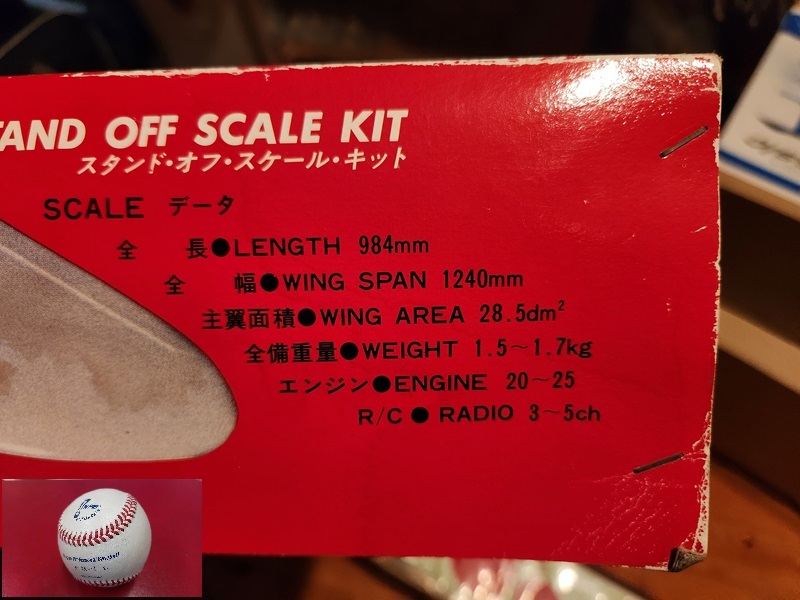 TAND OFF SCALE KIT
スタンド・オフ・スケール・キット
SCALE データ
全 長●LENGTH 984mm
全 幅●WING SPAN 1240mm
主翼面積●WING AREA 28.5dm²
全備重量●WEIGHT 1.5~1.7kg
エンジン●ENGINE 20~25
R/C● RADIO 3~5ch